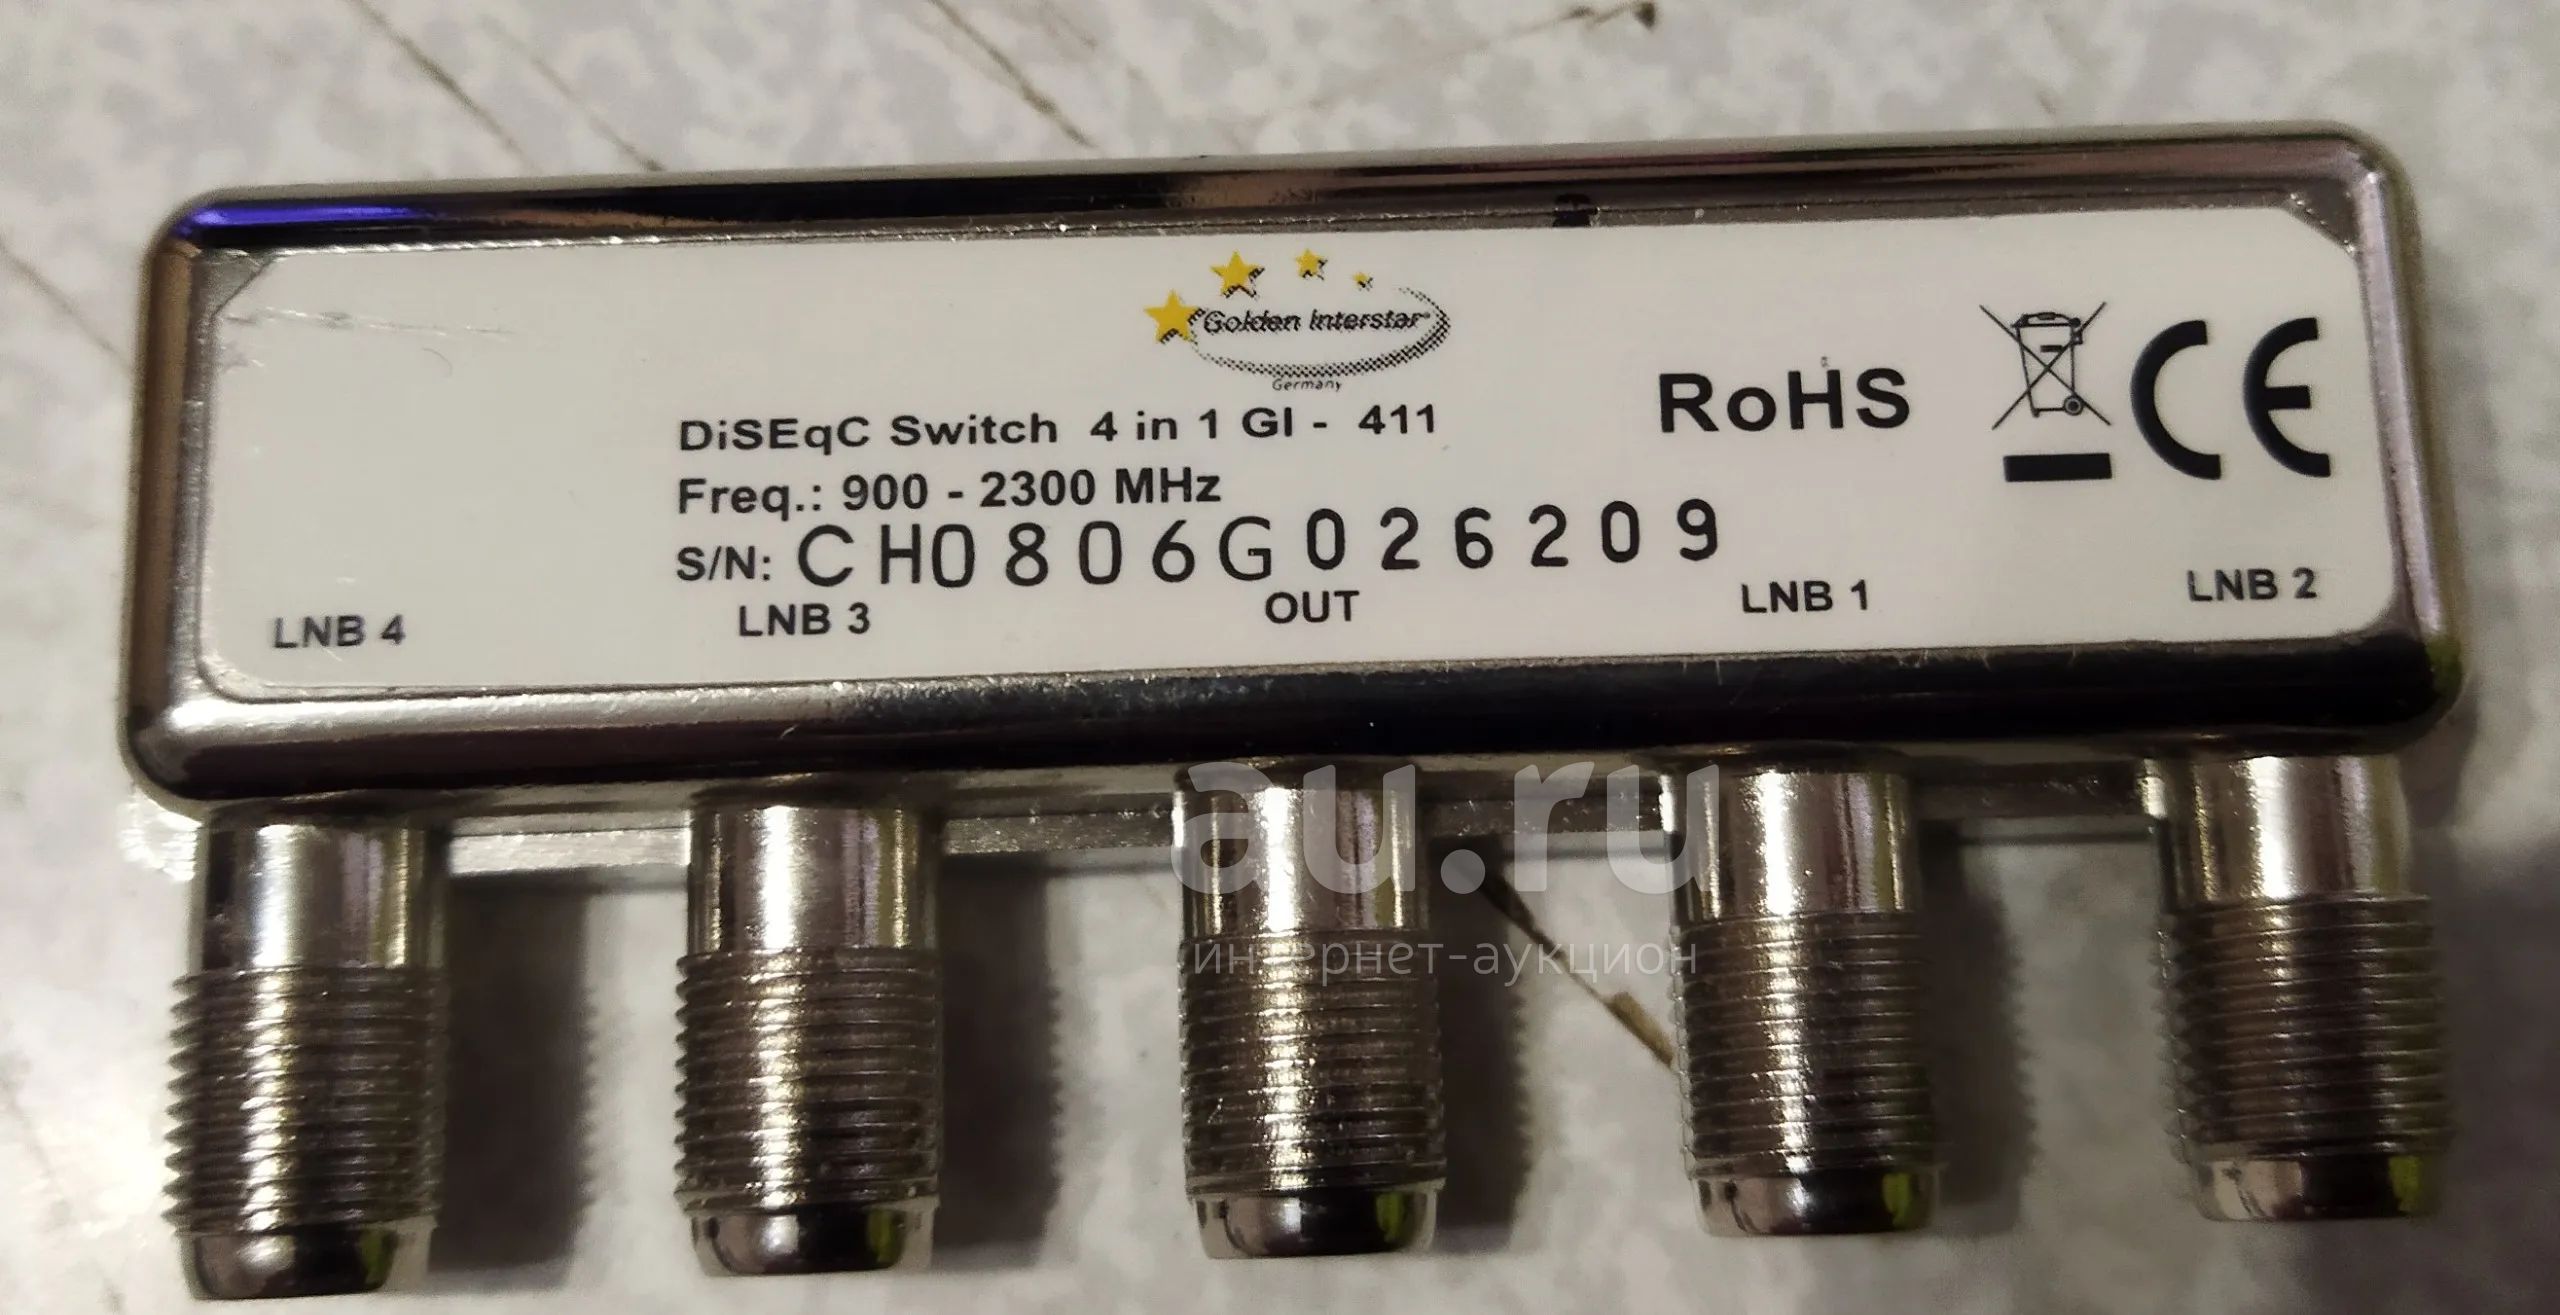 Golden Interstar
Germany
DiSEqC Switch 4 in 1 GI - 411
RoHS
CE
Freq.: 900 - 2300 MHz
S/N: CH0806G026209
LNB 4
LNB 3
OUT
LNB 1
LNB 2
au.ru
интернет-аукцион